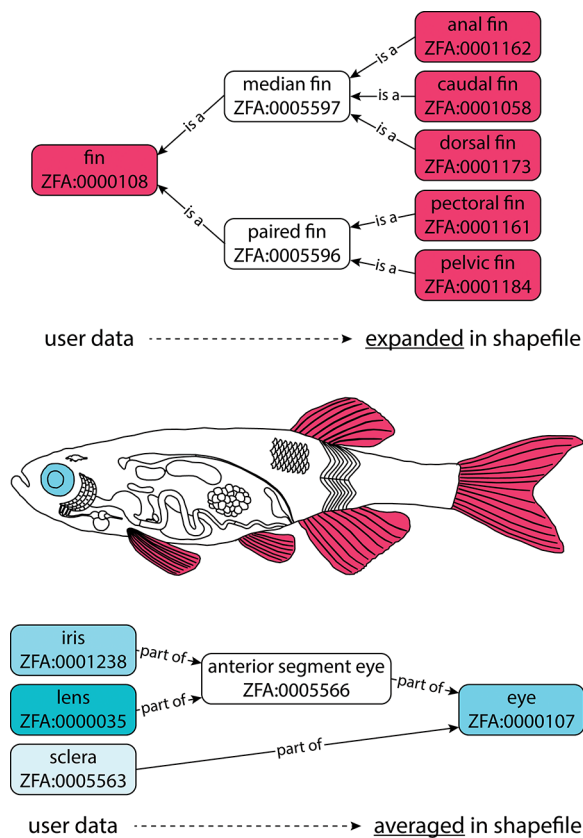 anal fin
ZFA:0001162
is a
median fin
ZFA:0005597
is a
caudal fin
ZFA:0001058
is a
is a
dorsal fin
ZFA:0001173
fin
ZFA:0000108
is a
pectoral fin
ZFA:0001161
is a
paired fin
ZFA:0005596
is a
pelvic fin
ZFA:0001184
user data
expanded in shapefile
iris
ZFA:0001238
part of
anterior segment eye
ZFA:0005566
part of
lens
ZFA:0000035
part of
eye
ZFA:0000107
sclera
ZFA:0005563
part of
user data
averaged in shapefile